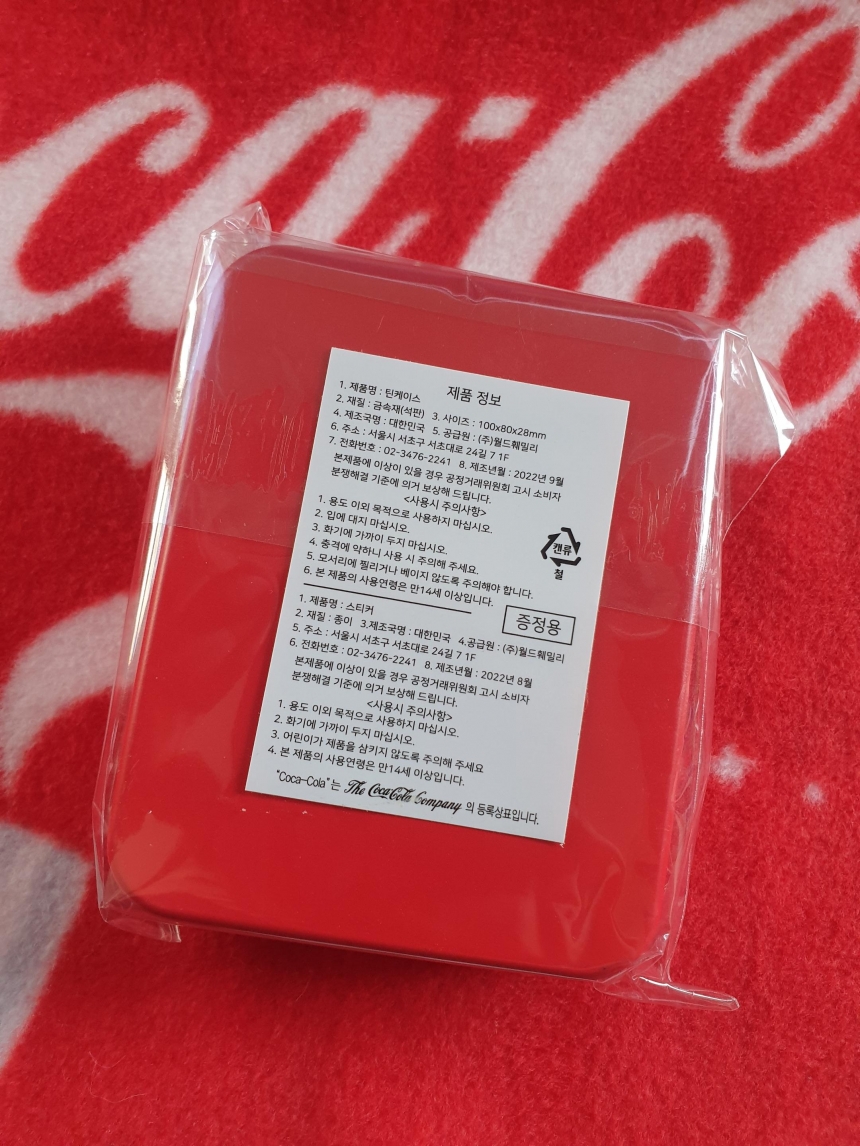 ca-Co
제품 정보
1. 제품명 : 틴케이스
2. 재질 : 금속재(석판) 3. 사이즈 : 100x80x28mm
4. 제조국명 : 대한민국 5. 공급원 : (주)월드훼밀리
6. 주소 : 서울시 서초구 서초대로 24길 7 1F
7. 전화번호 : 02-3476-2241 8. 제조년월 : 2022년 9월
본제품에 이상이 있을 경우 공정거래위원회 고시 소비자
분쟁해결 기준에 의거 보상해 드립니다.
<사용시 주의사항>
1. 용도 이외 목적으로 사용하지 마십시오.
2. 입에 대지 마십시오.
3. 화기에 가까이 두지 마십시오.
4. 충격에 약하니 사용 시 주의해 주세요.
5. 모서리에 찔리거나 베이지 않도록 주의해야 합니다.
6. 본 제품의 사용연령은 만14세 이상입니다.
캔류
철
증정용
1. 제품명 : 스티커
2. 재질 : 종이 3.제조국명 : 대한민국 4.공급원 : (주)월드훼밀리
5. 주소 : 서울시 서초구 서초대로 24길 7 1F
6. 전화번호 : 02-3476-2241 8. 제조년월 : 2022년 8월
본제품에 이상이 있을 경우 공정거래위원회 고시 소비자
분쟁해결 기준에 의거 보상해 드립니다.
<사용시 주의사항>
1. 용도 이외 목적으로 사용하지 마십시오.
2. 화기에 가까이 두지 마십시오.
3. 어린이가 제품을 삼키지 않도록 주의해 주세요
4. 본 제품의 사용연령은 만14세 이상입니다.
"Coca-Cola"는 The Coca-Cola Company 의 등록상표입니다.